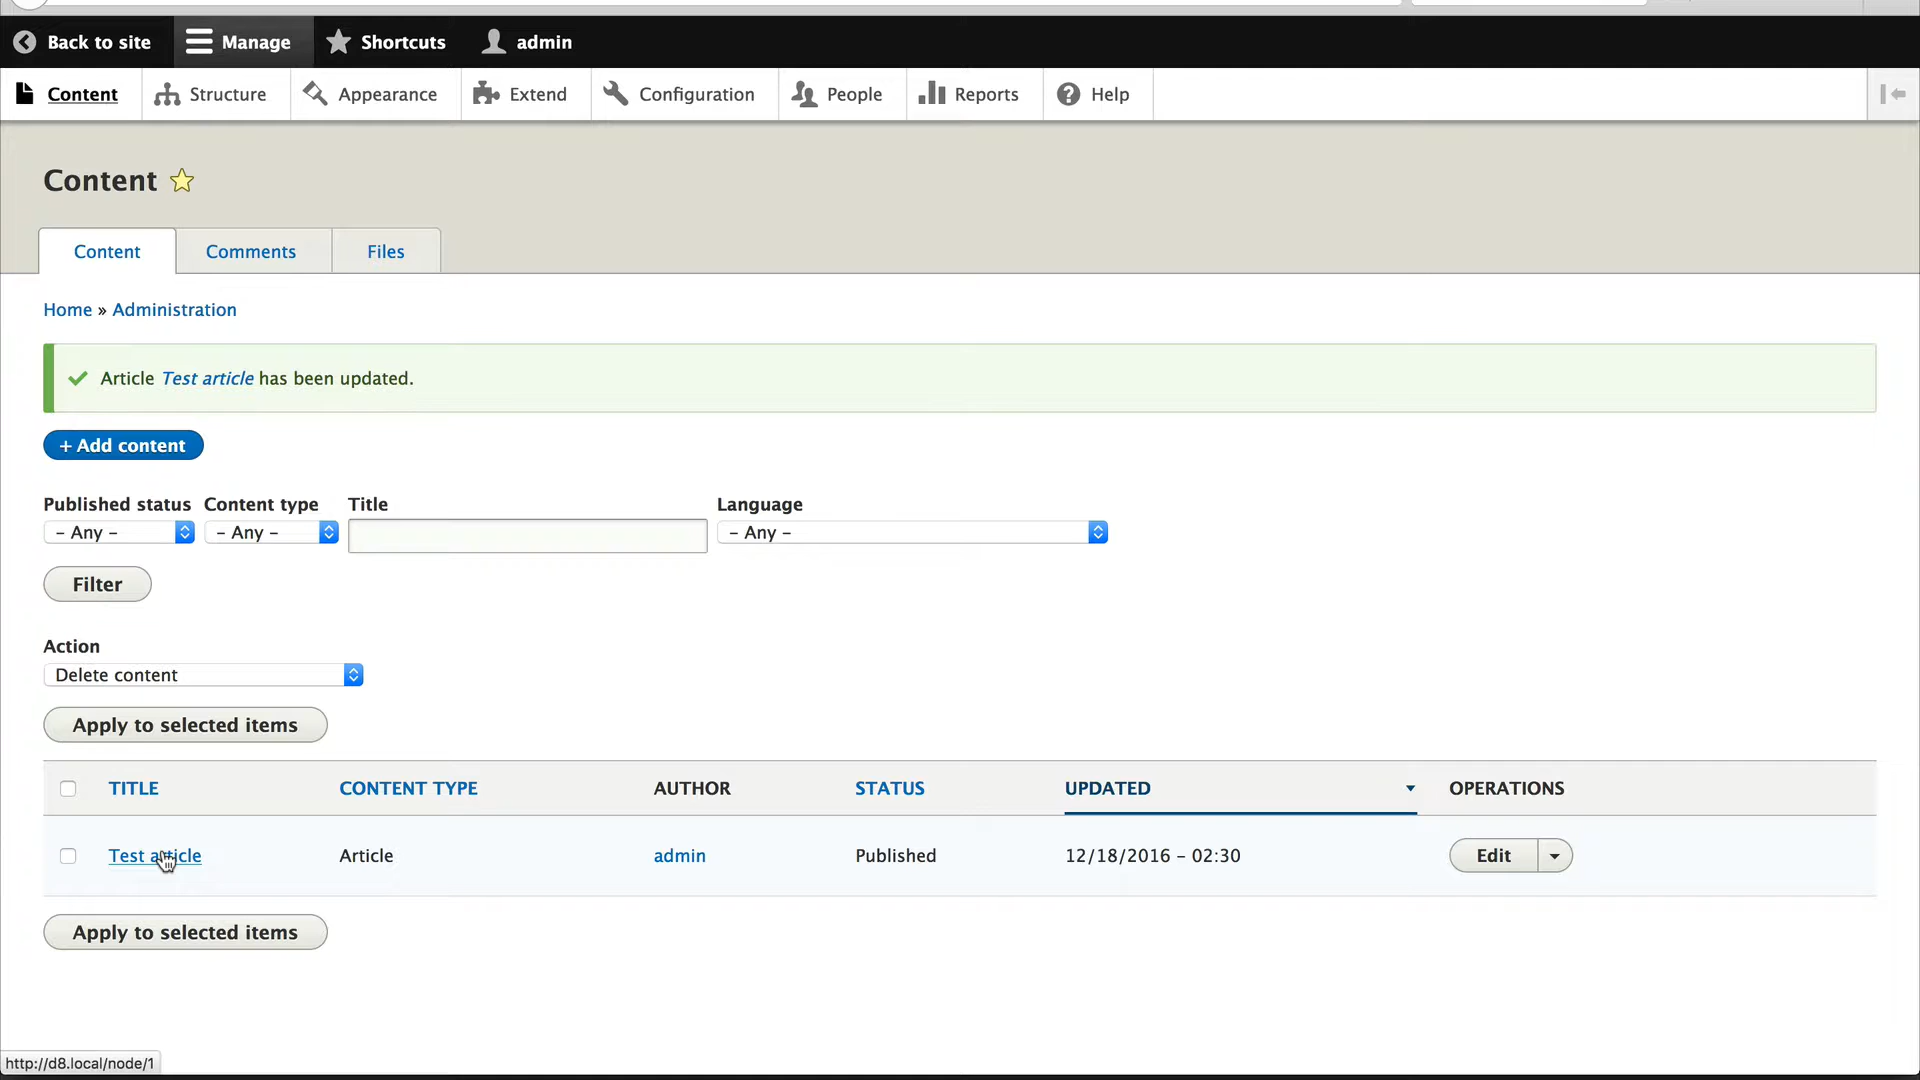 Back to site Manage Shortcuts admin
Content Structure Appearance Extend Configuration People Reports Help
Content
Content Comments Files
Home » Administration
Article Test article has been updated.
+ Add content
Published status Content type Title Language
– Any – – Any – – Any –
Filter
Action
Delete content
Apply to selected items
TITLE CONTENT TYPE AUTHOR STATUS UPDATED OPERATIONS
Test article Article admin Published 12/18/2016 – 02:30 Edit
Apply to selected items
http://d8.local/node/1